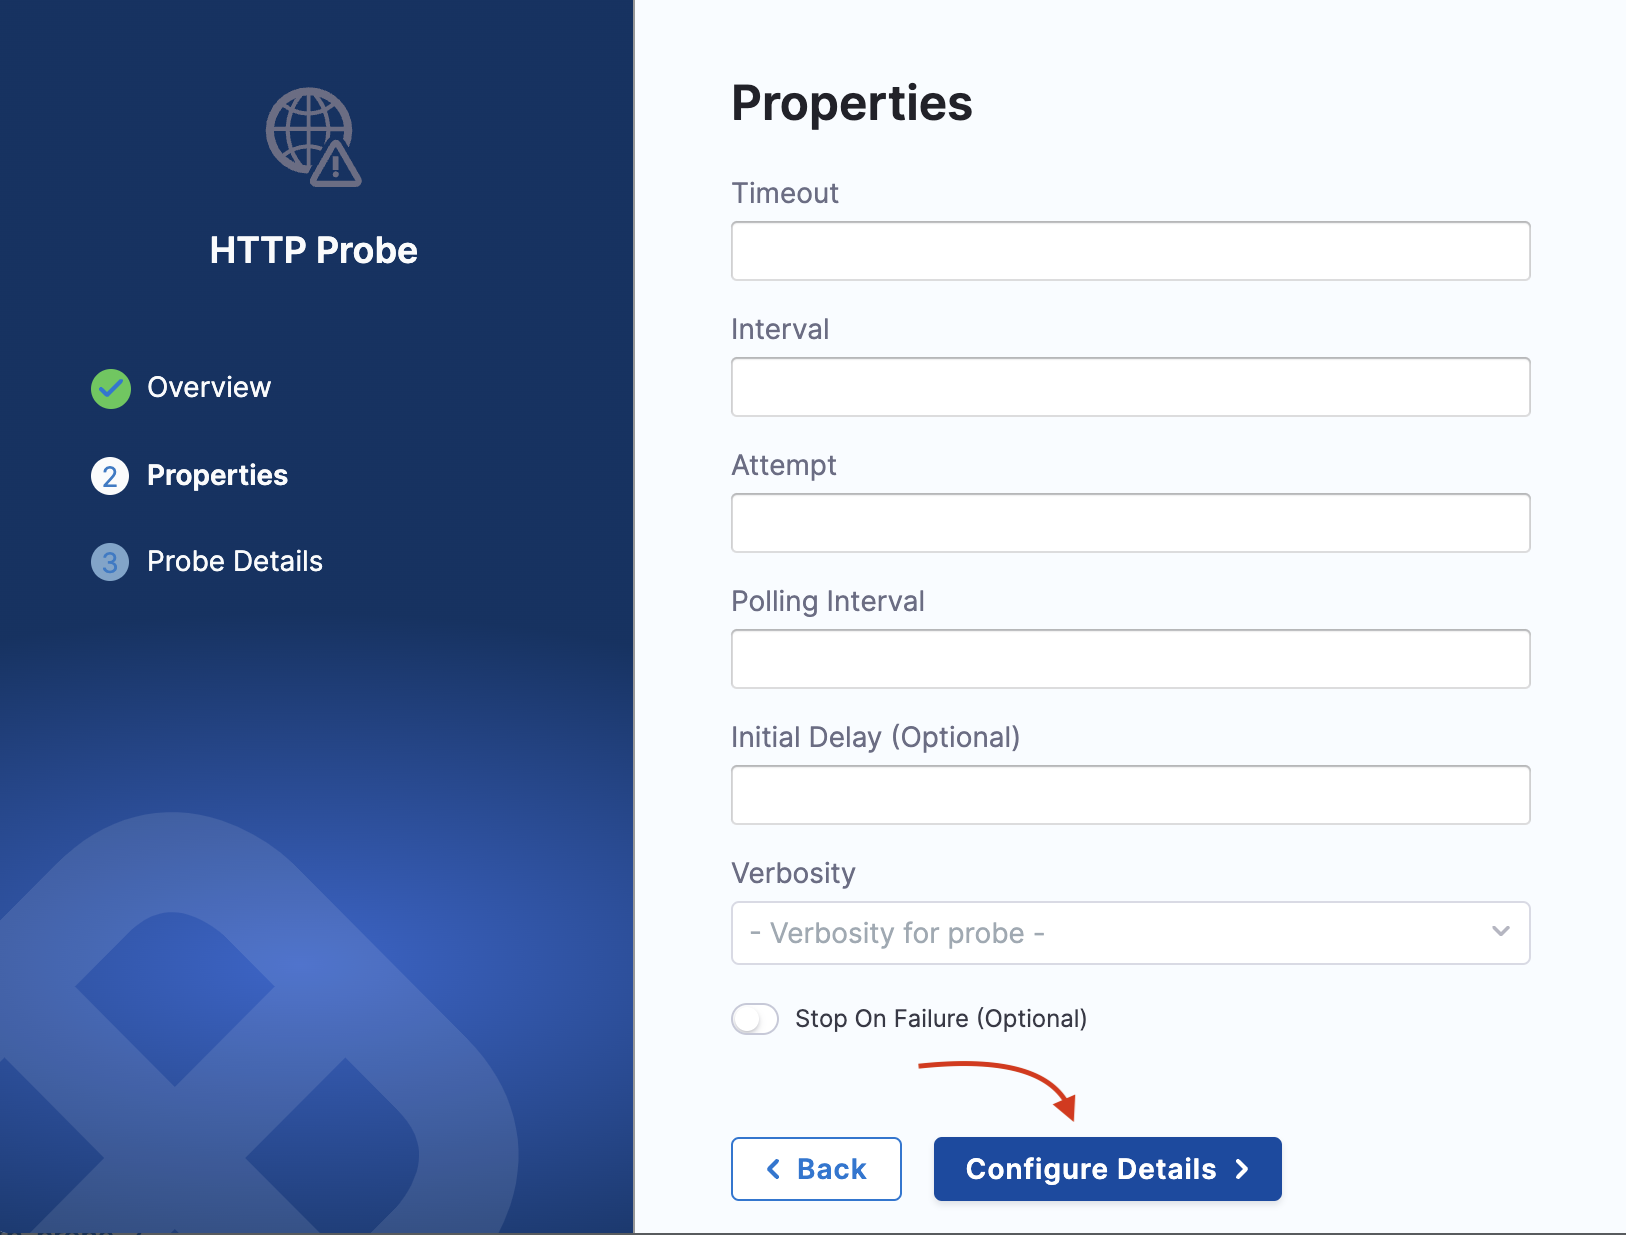 HTTP Probe
Overview
2 Properties
3 Probe Details
Properties
Timeout
Interval
Attempt
Polling Interval
Initial Delay (Optional)
Verbosity
- Verbosity for probe -
Stop On Failure (Optional)
Back
Configure Details